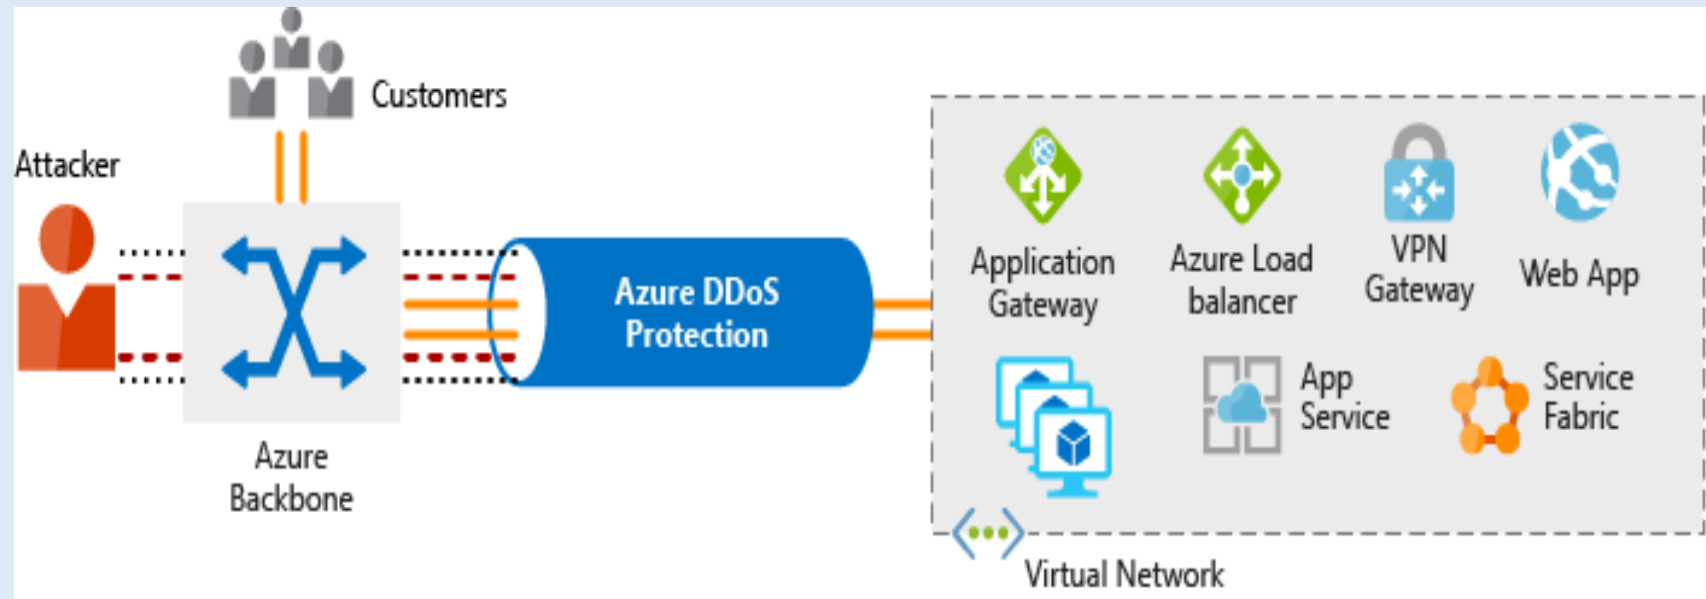 Customers
Attacker
Azure
Backbone
Azure DDoS
Protection
Application
Gateway
Azure Load
balancer
VPN
Gateway
Web App
App
Service
Service
Fabric
Virtual Network